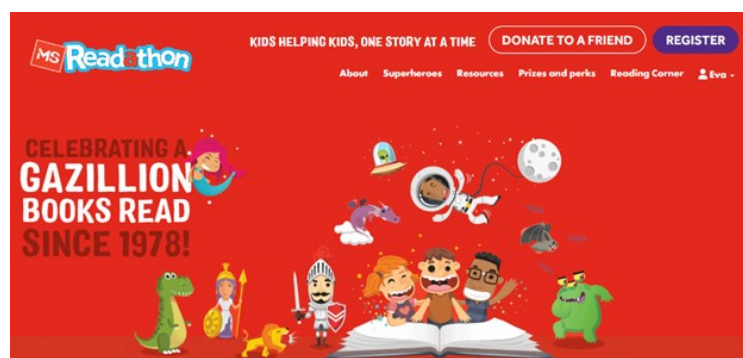 MS Readathon
KIDS HELPING KIDS, ONE STORY AT A TIME
DONATE TO A FRIEND
REGISTER
About Superheroes Resources Prizes and perks Reading Corner Eva
CELEBRATING A
GAZILLION
BOOKS READ
SINCE 1978!